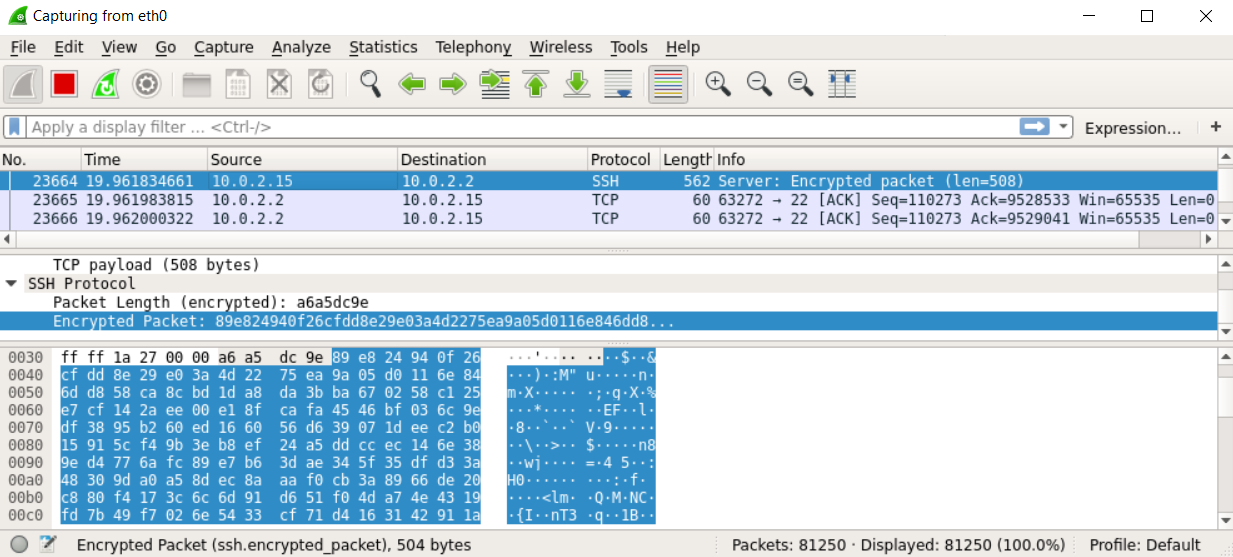 Capturing from eth0
File Edit View Go Capture Analyze Statistics Telephony Wireless Tools Help
Apply a display filter ... <Ctrl-/> Expression... +
No. Time Source Destination Protocol Length Info
23664 19.961834661 10.0.2.15 10.0.2.2 SSH 562 Server: Encrypted packet (len=508)
23665 19.961983815 10.0.2.2 10.0.2.15 TCP 60 63272 → 22 [ACK] Seq=110273 Ack=9528533 Win=65535 Len=0
23666 19.962000322 10.0.2.2 10.0.2.15 TCP 60 63272 → 22 [ACK] Seq=110273 Ack=9529041 Win=65535 Len=0
TCP payload (508 bytes)
SSH Protocol
Packet Length (encrypted): a6a5dc9e
Encrypted Packet: 89e824940f26cfdd8e29e03a4d2275ea9a05d0116e846dd8...
0030 ff ff 1a 27 00 00 a6 a5 dc 9e 89 e8 24 94 0f 26 ···'···· ····$··&
0040 cf dd 8e 29 e0 3a 4d 22 75 ea 9a 05 d0 11 6e 84 ···)·:M" u·····n·
0050 6d d8 58 ca 8c bd 1d a8 da 3b ba 67 02 58 c1 25 m·X····· ·;·g·X·%
0060 e7 cf 14 2a ee 00 e1 8f ca fa 45 46 bf 03 6c 9e ···*···· ··EF··l·
0070 df 38 95 b2 60 ed 16 60 56 d6 39 07 1d ee c2 b0 ·8··`··` V·9·····
0080 15 91 5c f4 9b 3e b8 ef 24 a5 dd cc ec 14 6e 38 ··\··>·· $·····n8
0090 9e d4 77 6a fc 89 e7 b6 3d ae 34 5f 35 df d3 3a ··wj···· =·4_5··:
00a0 48 30 9d a0 a5 8d ec 8a aa f0 cb 3a 89 66 de 20 H0······ ···:·f·
00b0 c8 80 f4 17 3c 6c 6d 91 d6 51 f0 4d a7 4e 43 19 ····<lm· ·Q·M·NC·
00c0 fd 7b 49 f7 02 6e 54 33 cf 71 d4 16 31 42 91 1a ·{I··nT3 ·q··1B··
Encrypted Packet (ssh.encrypted_packet), 504 bytes Packets: 81250 · Displayed: 81250 (100.0%) Profile: Default